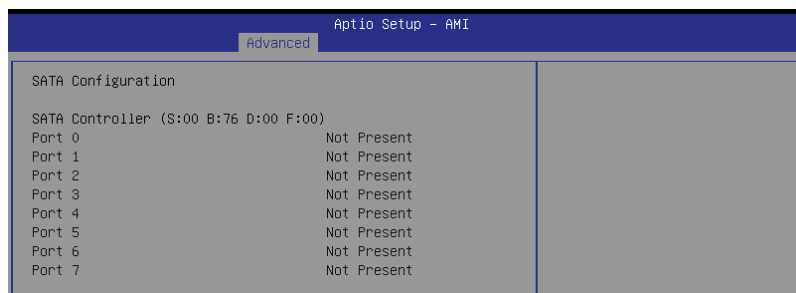 Aptio Setup – AMI
Advanced
SATA Configuration
SATA Controller (S:00 B:76 D:00 F:00)
Port 0 Not Present
Port 1 Not Present
Port 2 Not Present
Port 3 Not Present
Port 4 Not Present
Port 5 Not Present
Port 6 Not Present
Port 7 Not Present